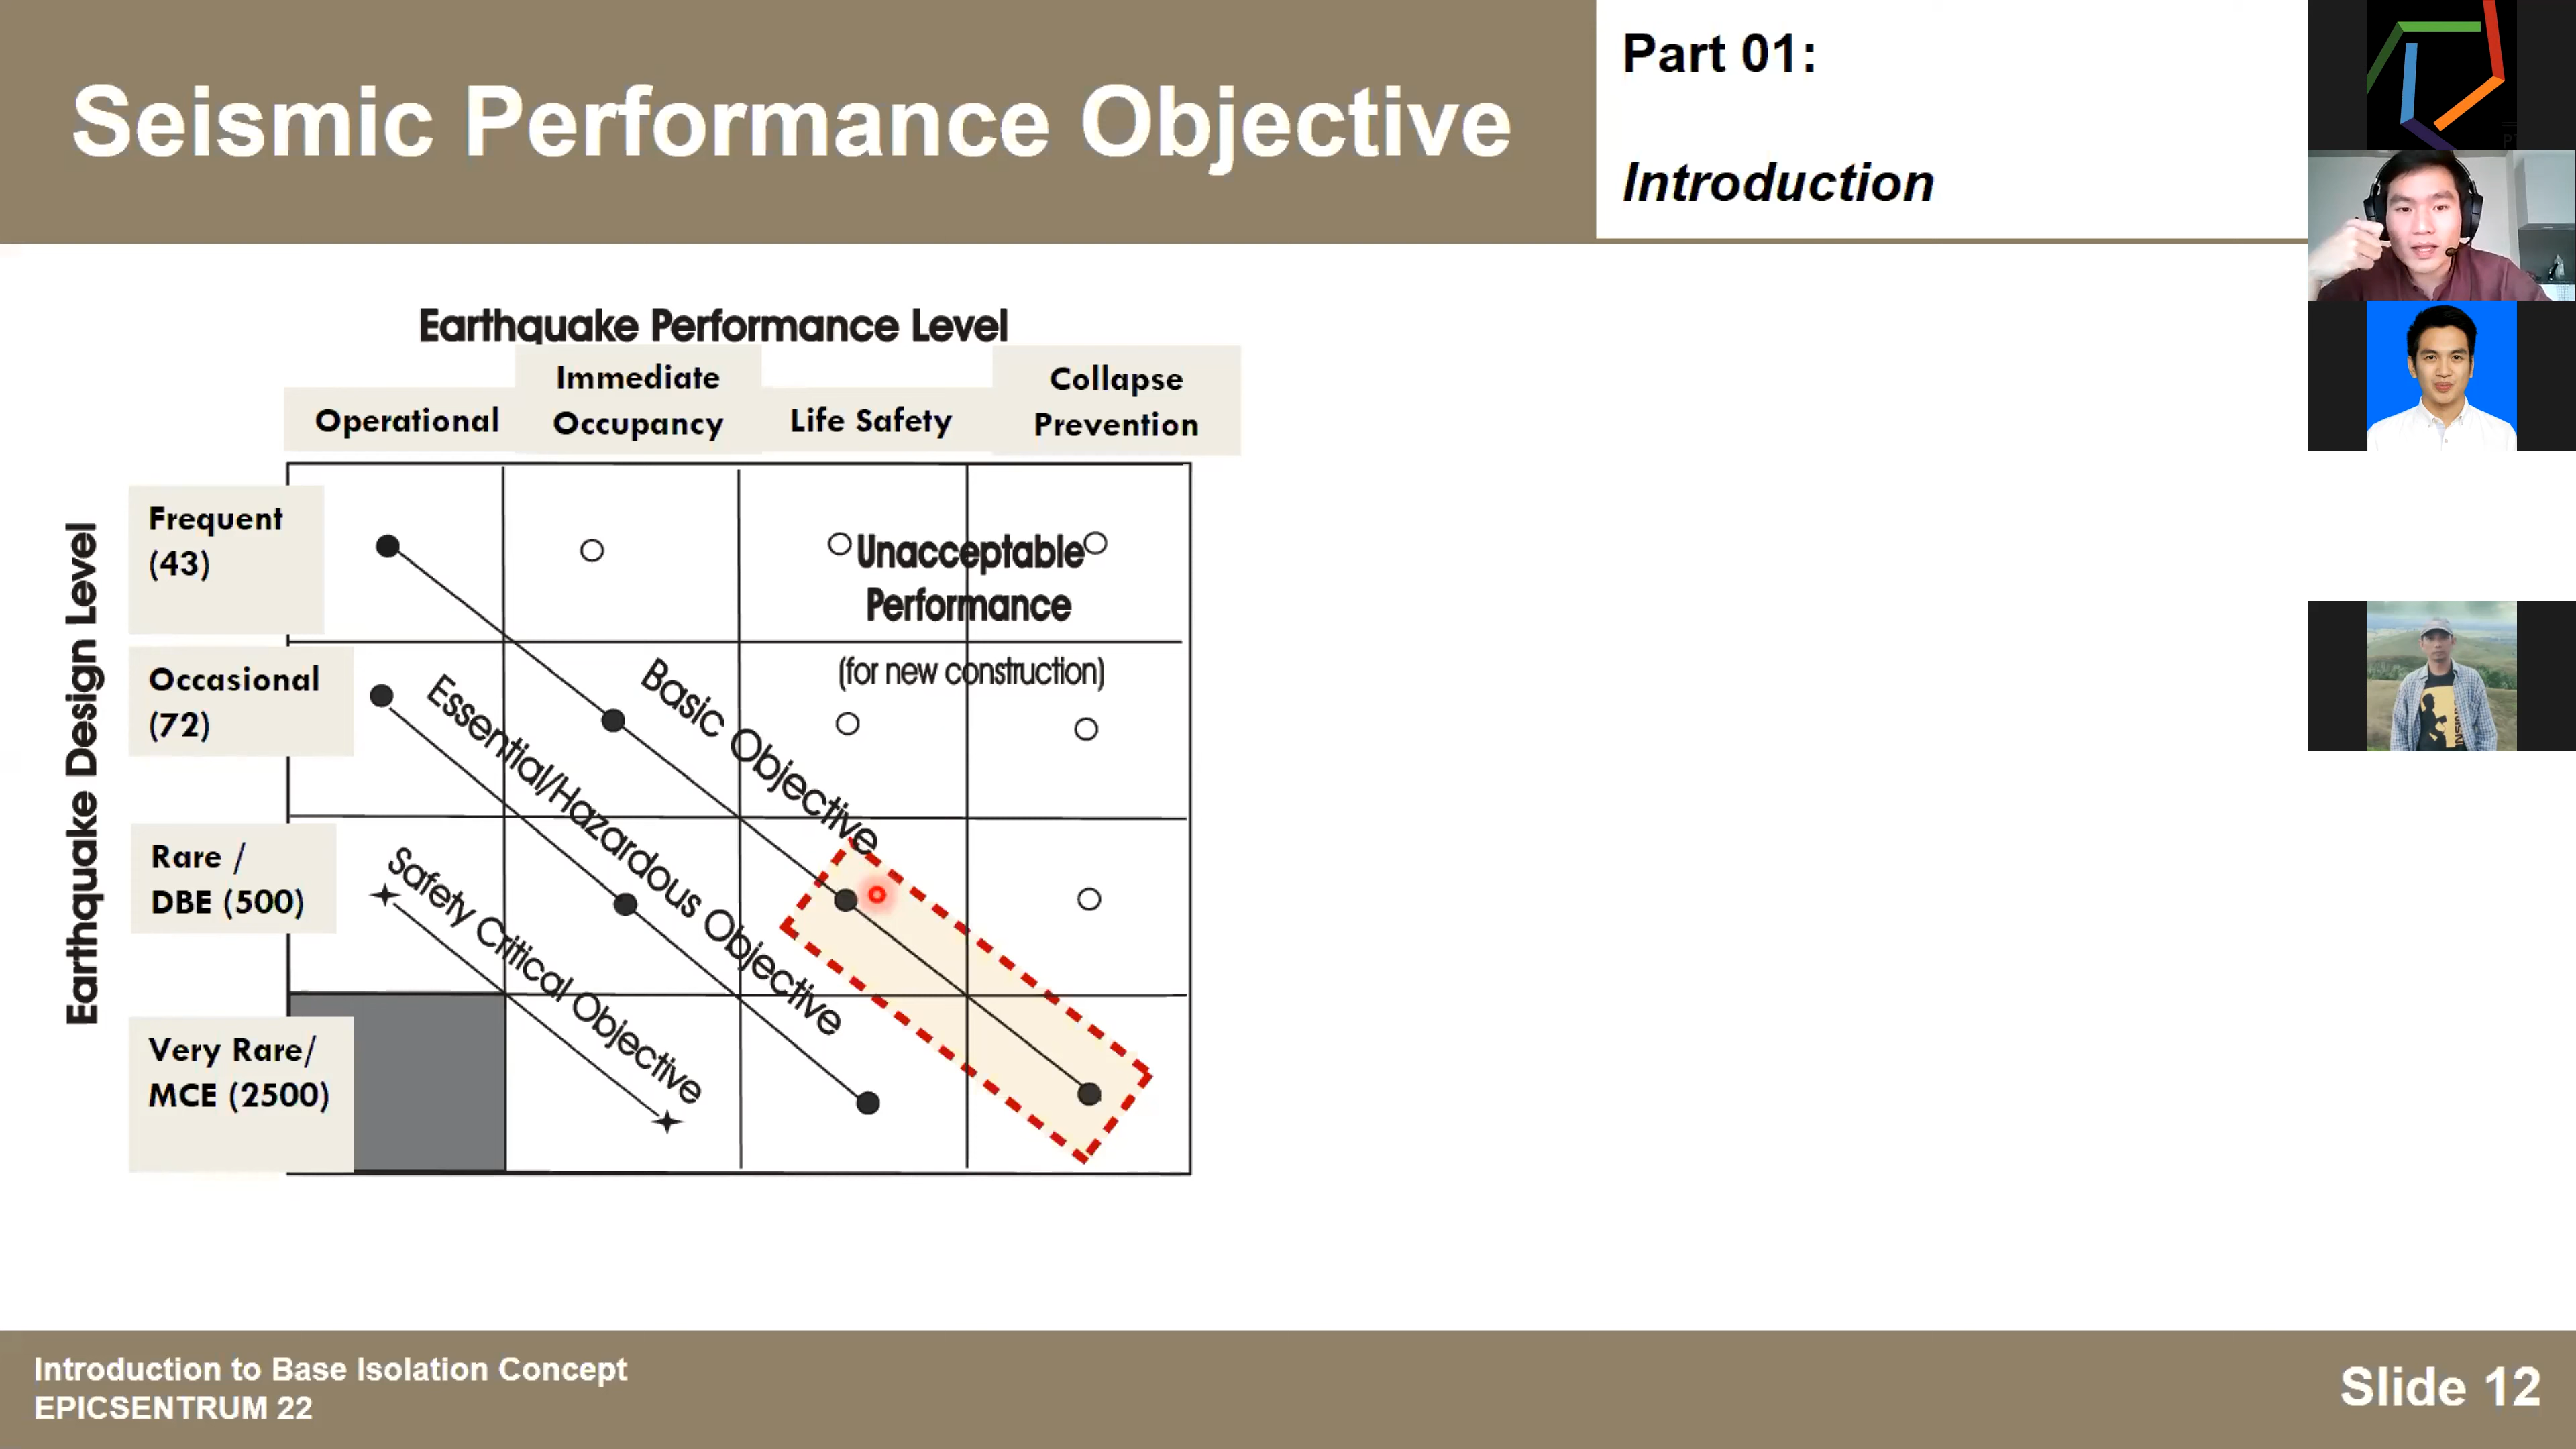 Seismic Performance Objective
Part 01:
Introduction
Earthquake Performance Level
Operational
Immediate
Occupancy
Life Safety
Collapse
Prevention
Earthquake Design Level
Frequent
(43)
Unacceptable
Performance
(for new construction)
Occasional
(72)
Basic Objective
Essential/Hazardous Objective
Rare /
DBE (500)
Safety Critical Objective
Very Rare/
MCE (2500)
Introduction to Base Isolation Concept
EPICSENTRUM 22
Slide 12